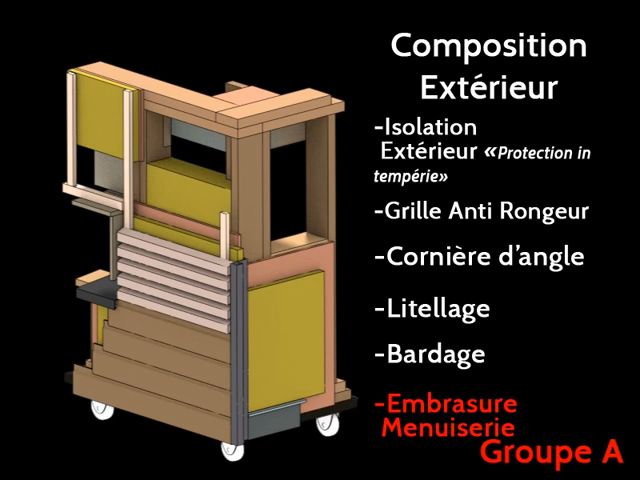 Composition
Extérieur
-Isolation
Extérieur «Protection in
tempérie»
-Grille Anti Rongeur
-Cornière d’angle
-Litellage
-Bardage
-Embrasure
Menuiserie
Groupe A